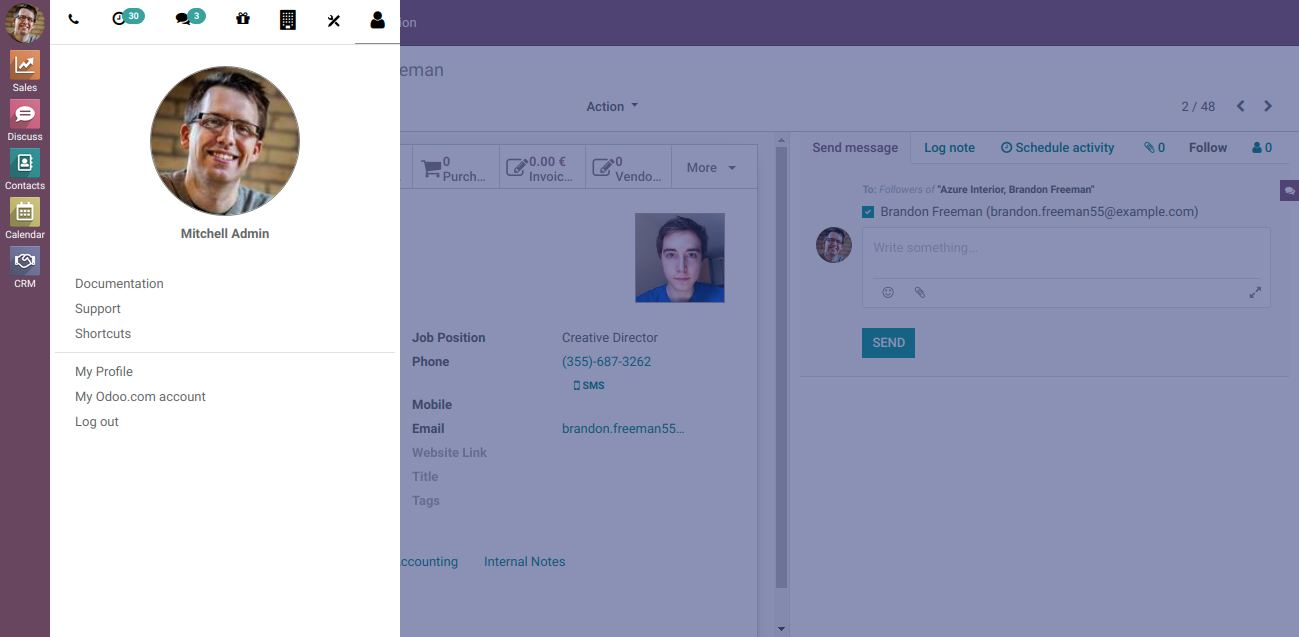 30
3
Sales
Discuss
Contacts
Calendar
CRM
Mitchell Admin
Documentation
Support
Shortcuts
My Profile
My Odoo.com account
Log out
ion
eeman
Action
2 / 48
0
Purch...
0.00 €
Invoic...
0
Vendo...
More
Job Position
Creative Director
Phone
(355)-687-3262
SMS
Mobile
Email
brandon.freeman55...
Website Link
Title
Tags
ccounting
Internal Notes
Send message
Log note
Schedule activity
0
Follow
0
To: Followers of "Azure Interior, Brandon Freeman"
Brandon Freeman (brandon.freeman55@example.com)
Write something...
SEND